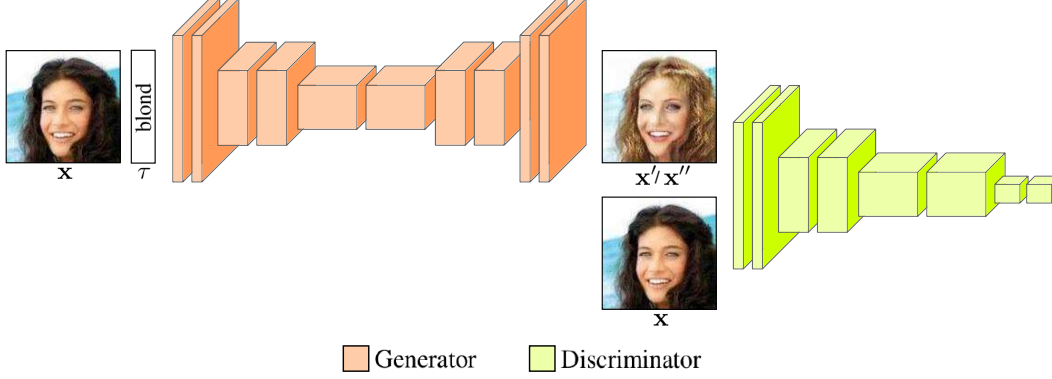 blond
x
τ
x′/x″
x
Generator
Discriminator